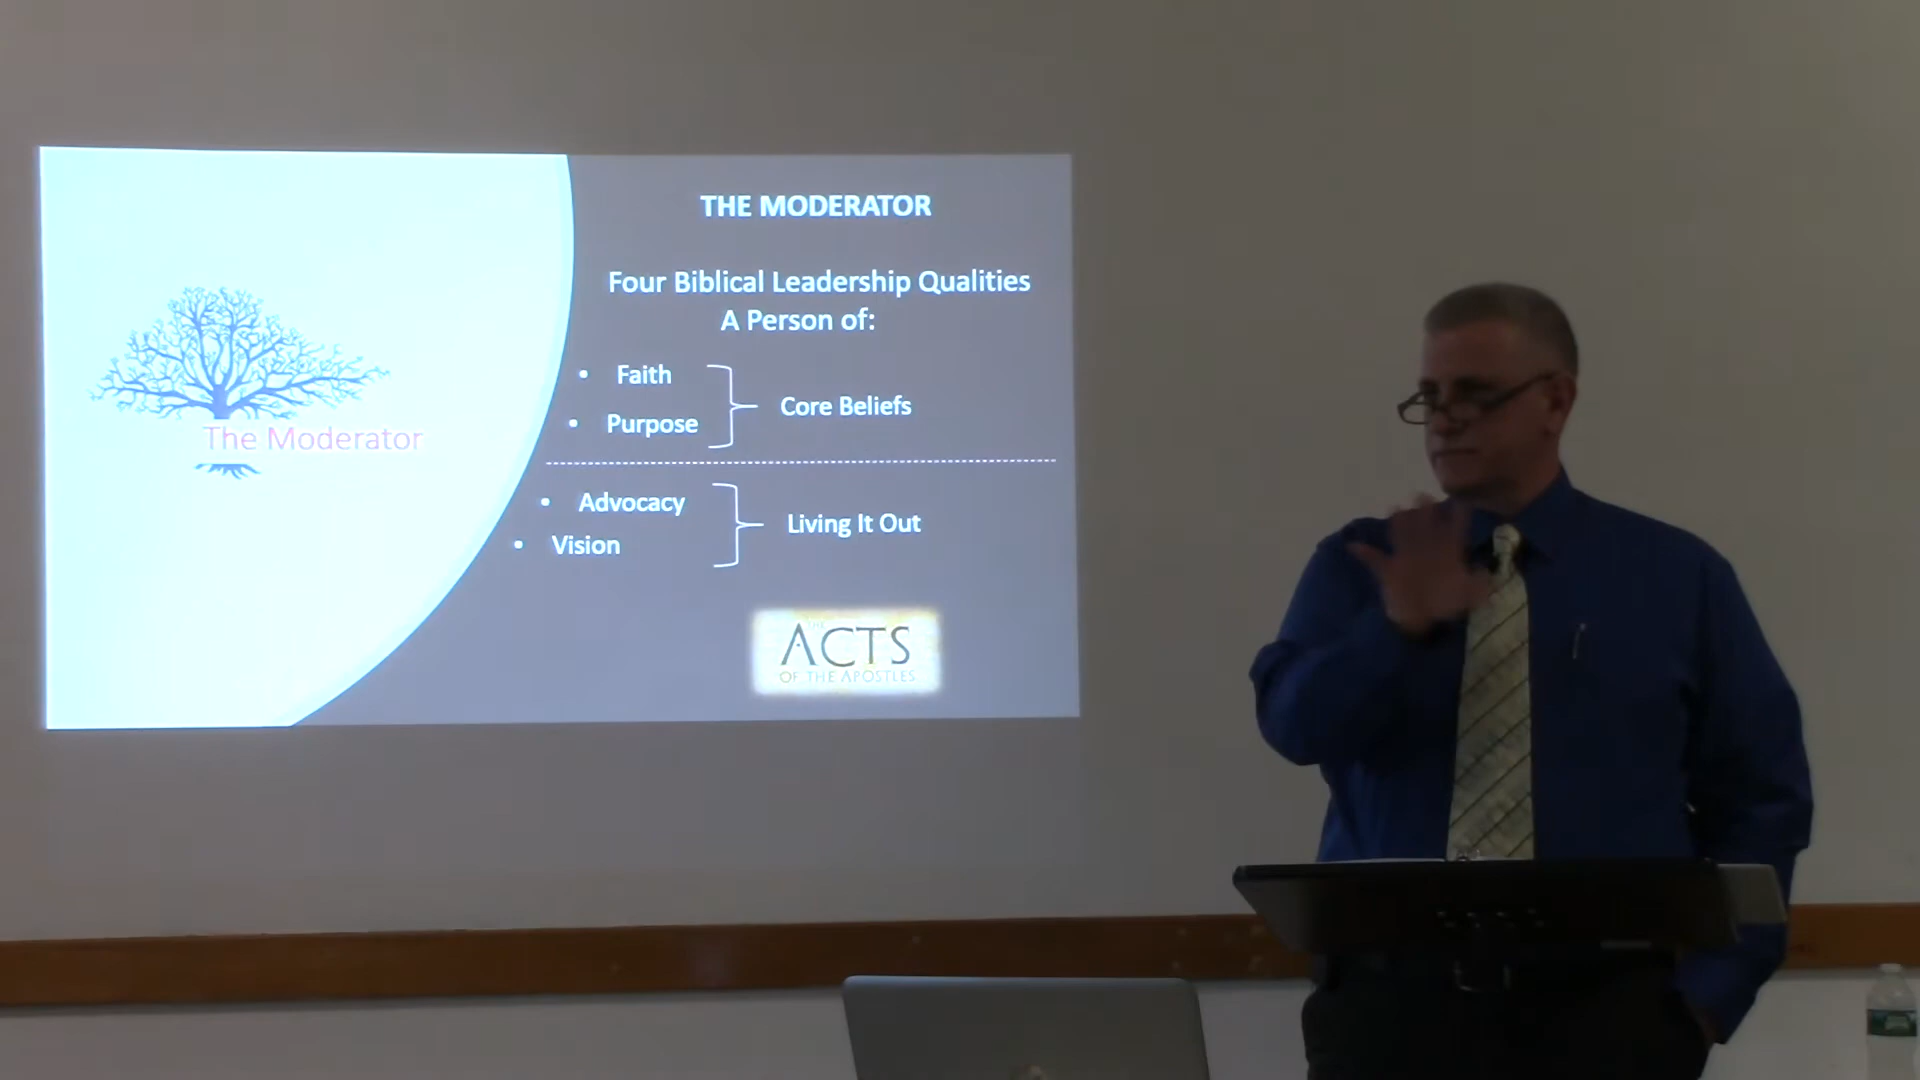 The Moderator
THE MODERATOR
Four Biblical Leadership Qualities
A Person of:
• Faith
• Purpose
Core Beliefs
• Advocacy
• Vision
Living It Out
THE
ACTS
OF THE APOSTLES